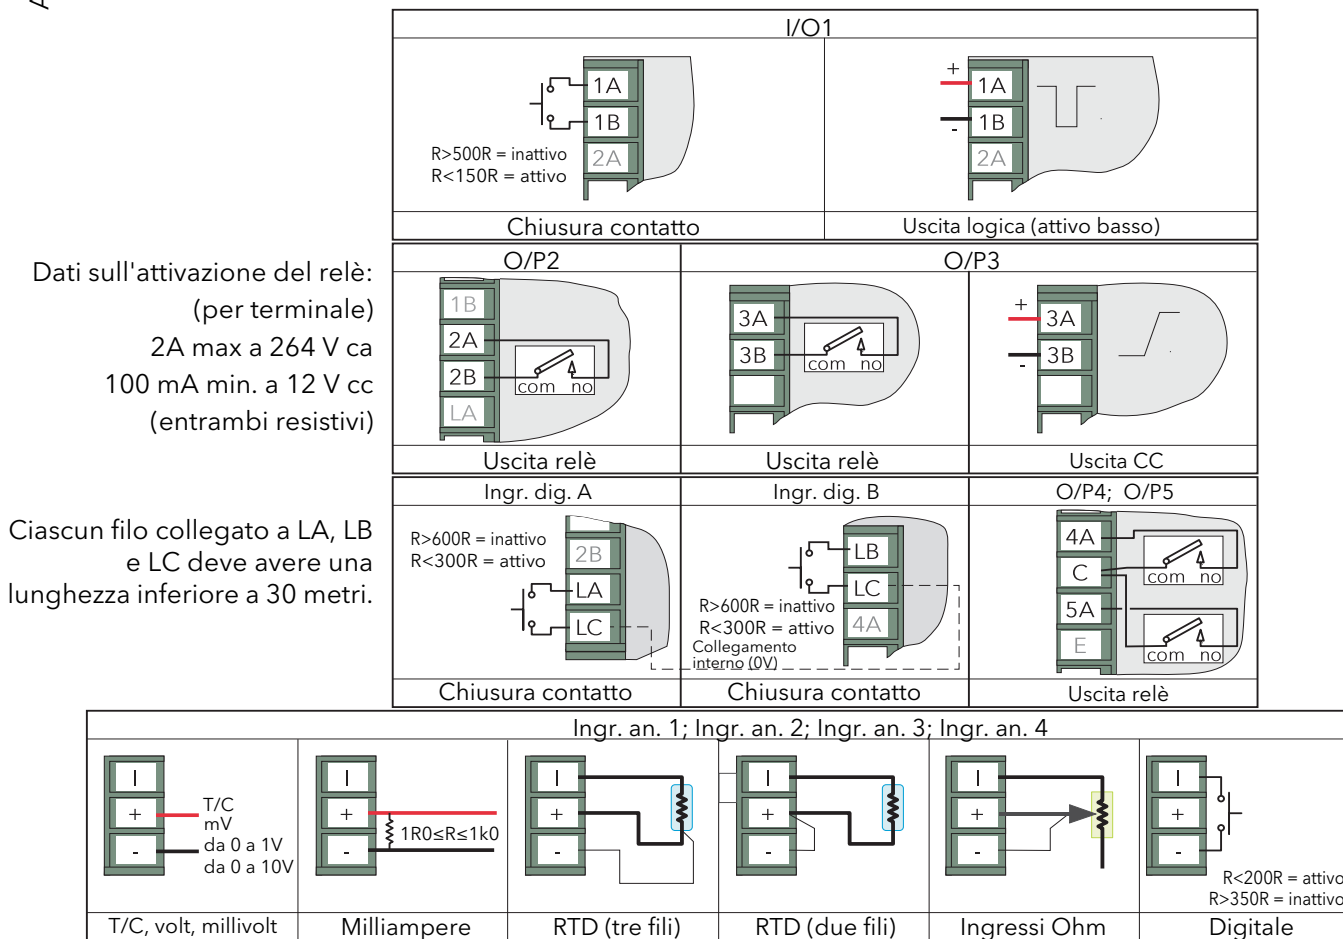 A
I/O1
1A
1B
2A
R>500R = inattivo
R<150R = attivo
+
-
1A
1B
2A
Chiusura contatto
Uscita logica (attivo basso)
Dati sull'attivazione del relè:
(per terminale)
2A max a 264 V ca
100 mA min. a 12 V cc
(entrambi resistivi)
O/P2
O/P3
1B
2A
2B
LA
com no
3A
3B
com no
+
-
3A
3B
Uscita relè
Uscita relè
Uscita CC
Ciascun filo collegato a LA, LB
e LC deve avere una
lunghezza inferiore a 30 metri.
Ingr. dig. A
Ingr. dig. B
O/P4; O/P5
R>600R = inattivo
R<300R = attivo
2B
LA
LC
LB
LC
4A
R>600R = inattivo
R<300R = attivo
Collegamento
interno (0V)
4A
C
5A
E
com no
com no
Chiusura contatto
Chiusura contatto
Uscita relè
Ingr. an. 1; Ingr. an. 2; Ingr. an. 3; Ingr. an. 4
I
+
-
T/C
mV
da 0 a 1V
da 0 a 10V
I
+
-
1R0≤R≤1k0
I
+
-
I
+
-
I
+
-
I
+
-
R<200R = attivo
R>350R = inattivo
T/C, volt, millivolt
Milliampere
RTD (tre fili)
RTD (due fili)
Ingressi Ohm
Digitale